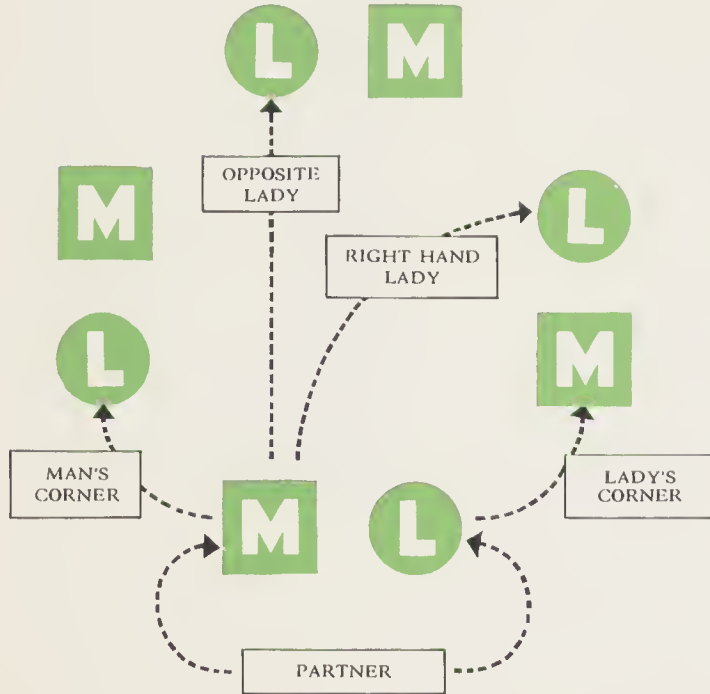 L M
OPPOSITE
LADY
M
L
RIGHT HAND
LADY
L
M
MAN'S
CORNER
LADY'S
CORNER
M L
PARTNER